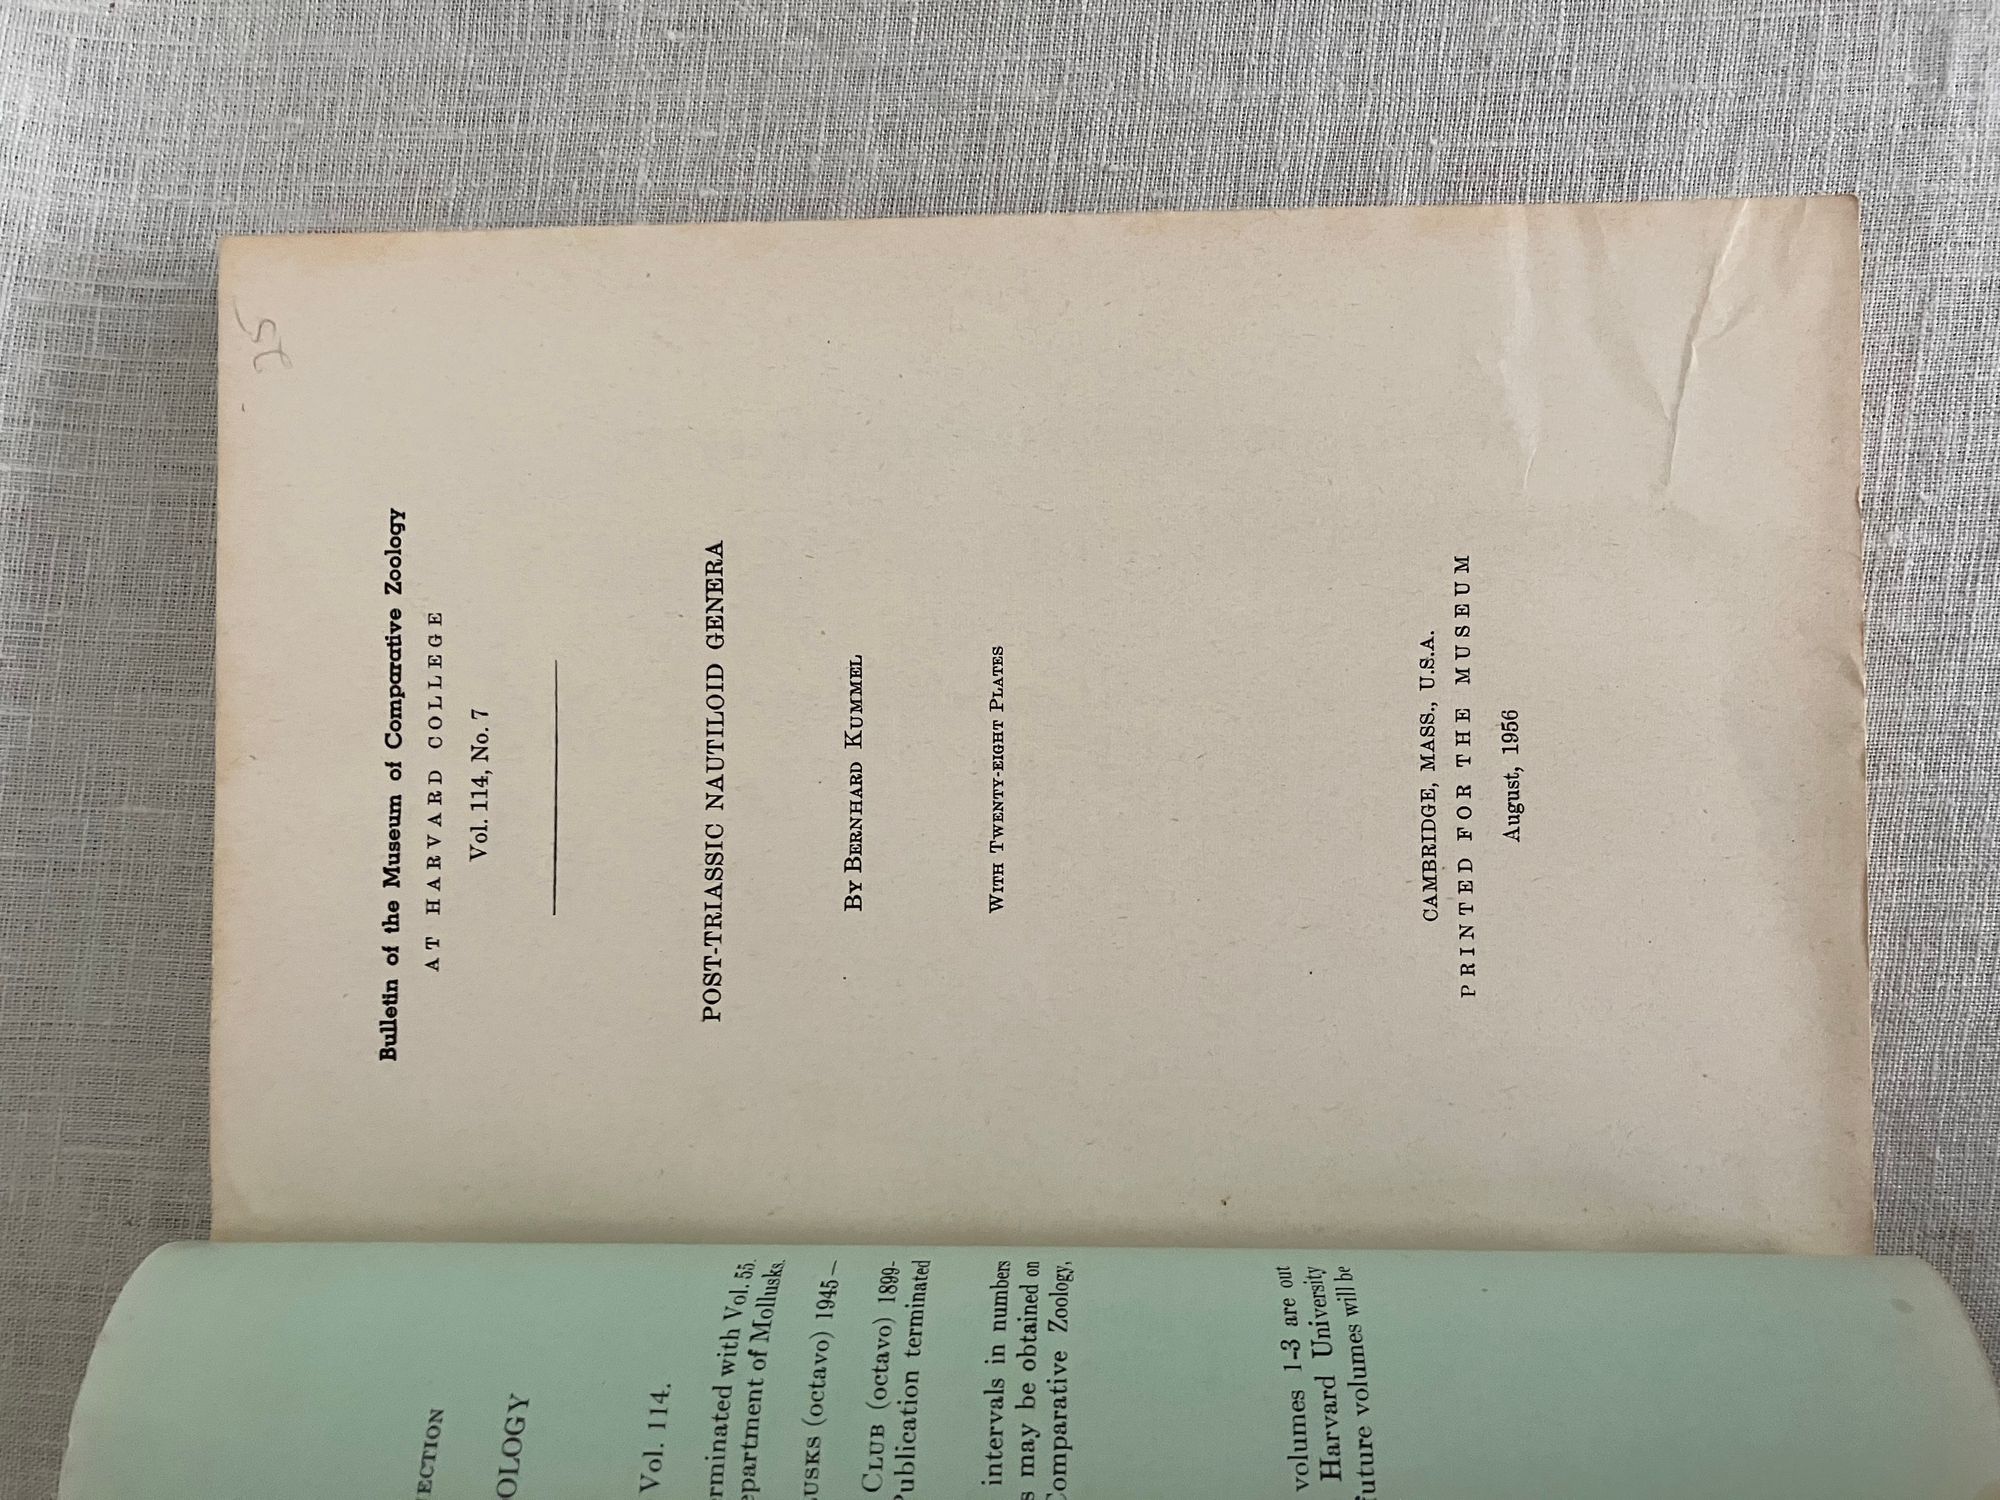 25
Bulletin of the Museum of Comparative Zoology
AT HARVARD COLLEGE
Vol. 114, No. 7
POST-TRIASSIC NAUTILOID GENERA
By Bernhard Kummel
With Twenty-eight Plates
CAMBRIDGE, MASS., U.S.A.
PRINTED FOR THE MUSEUM
August, 1956
ECTION
OLOGY
Vol. 114.
rminated with Vol. 55.
epartment of Mollusks.
USKS (octavo) 1945 –
CLUB (octavo) 1899-
Publication terminated
intervals in numbers
s may be obtained on
Comparative Zoology,
volumes 1-3 are out
Harvard University
future volumes will be